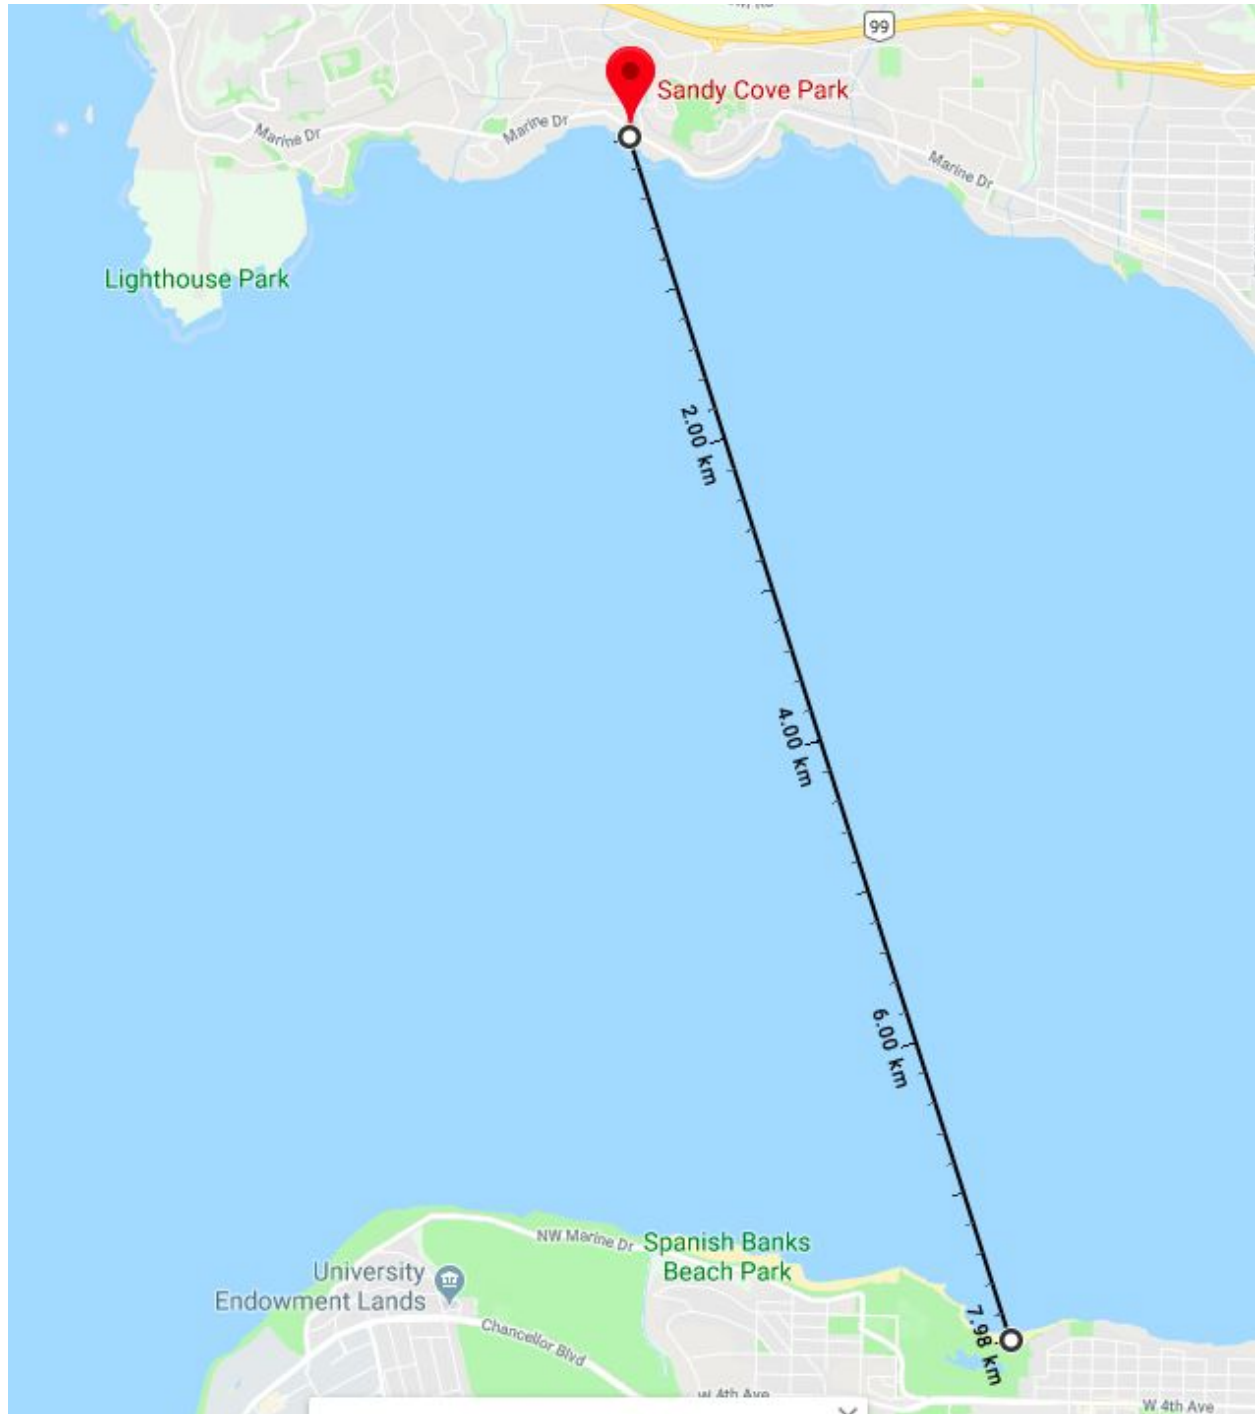 99
Sandy Cove Park
Marine Dr
Marine Dr
Marine Dr
Lighthouse Park
2.00 km
4.00 km
6.00 km
NW Marine Dr
Spanish Banks
Beach Park
University
Endowment Lands
Chancellor Blvd
7.98 km
W 4th Ave
W 4th Ave